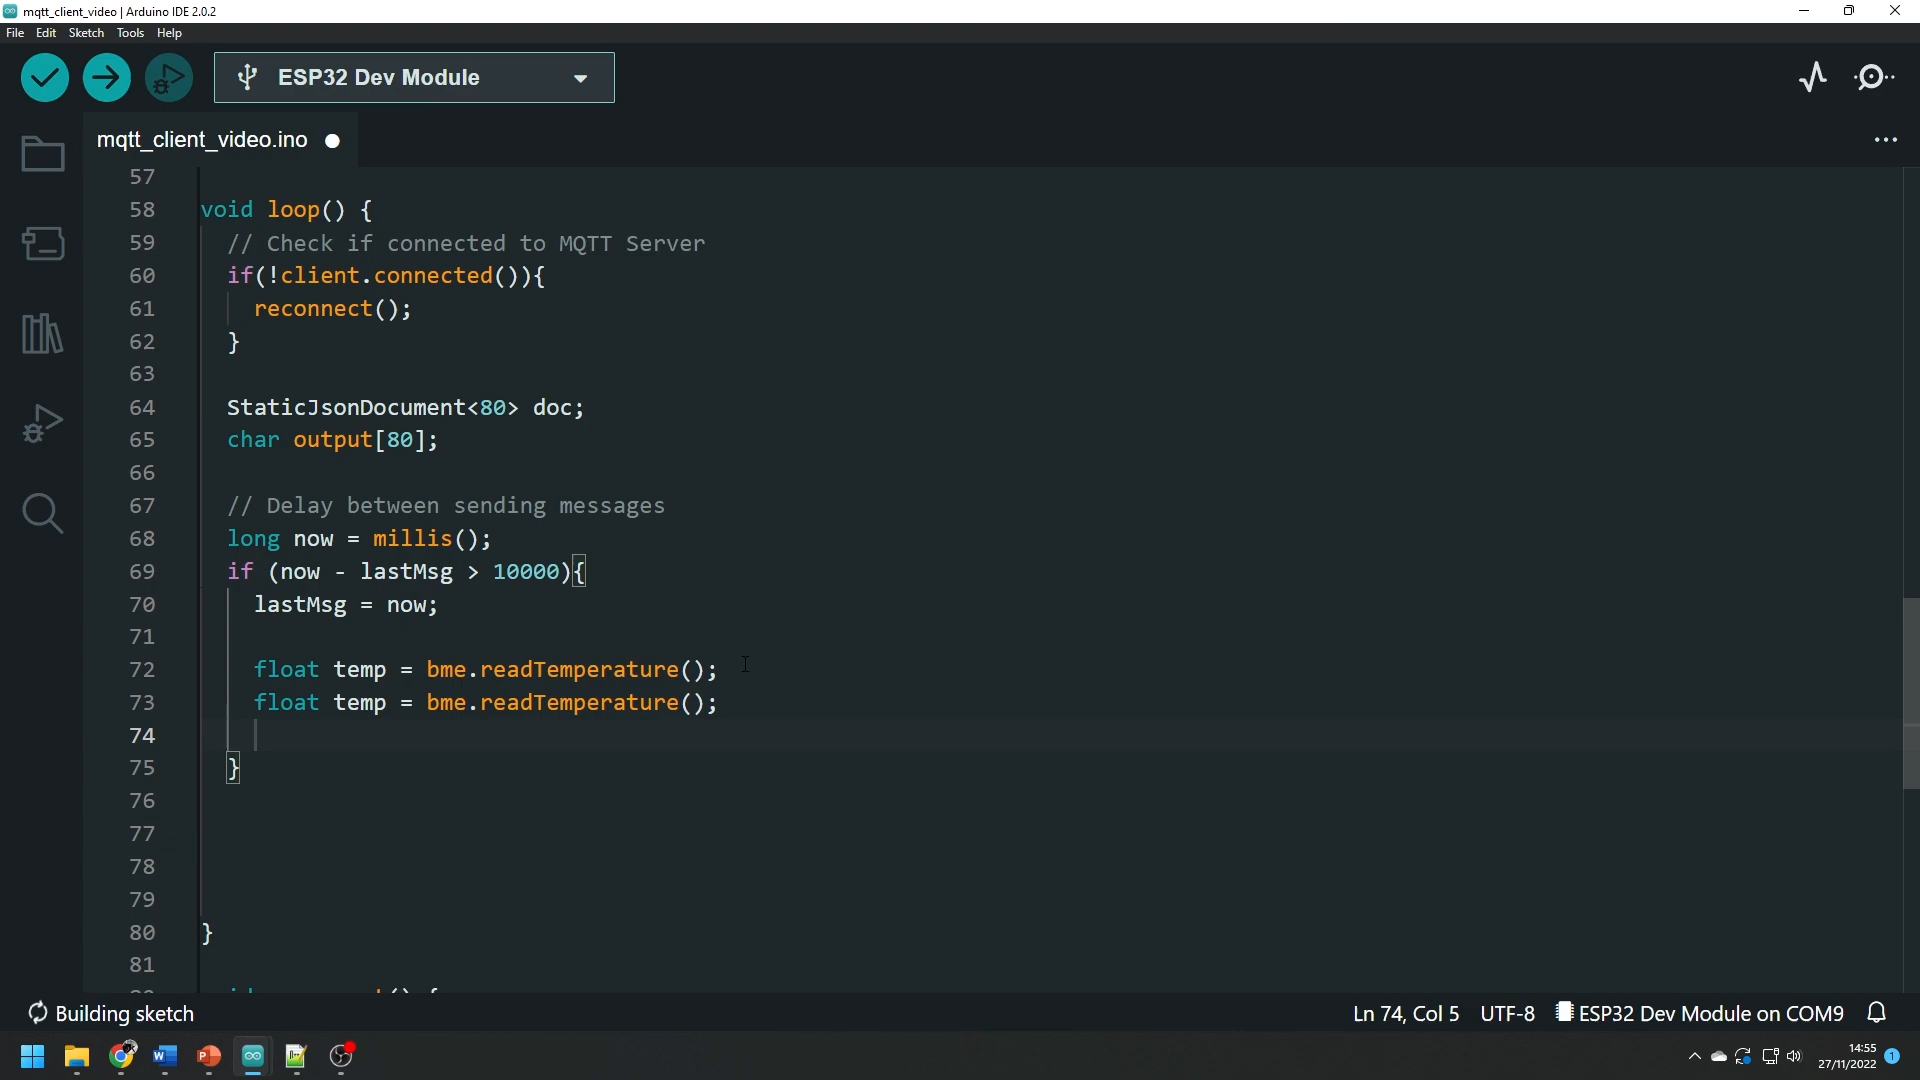 mqtt_client_video | Arduino IDE 2.0.2
File Edit Sketch Tools Help
ESP32 Dev Module
mqtt_client_video.ino
57
58 void loop() {
59 // Check if connected to MQTT Server
60 if(!client.connected()){
61 reconnect();
62 }
63
64 StaticJsonDocument<80> doc;
65 char output[80];
66
67 // Delay between sending messages
68 long now = millis();
69 if (now - lastMsg > 10000){
70 lastMsg = now;
71
72 float temp = bme.readTemperature();
73 float temp = bme.readTemperature();
74
75 }
76
77
78
79
80 }
81
Building sketch
Ln 74, Col 5 UTF-8 ESP32 Dev Module on COM9
14:55
27/11/2022
1